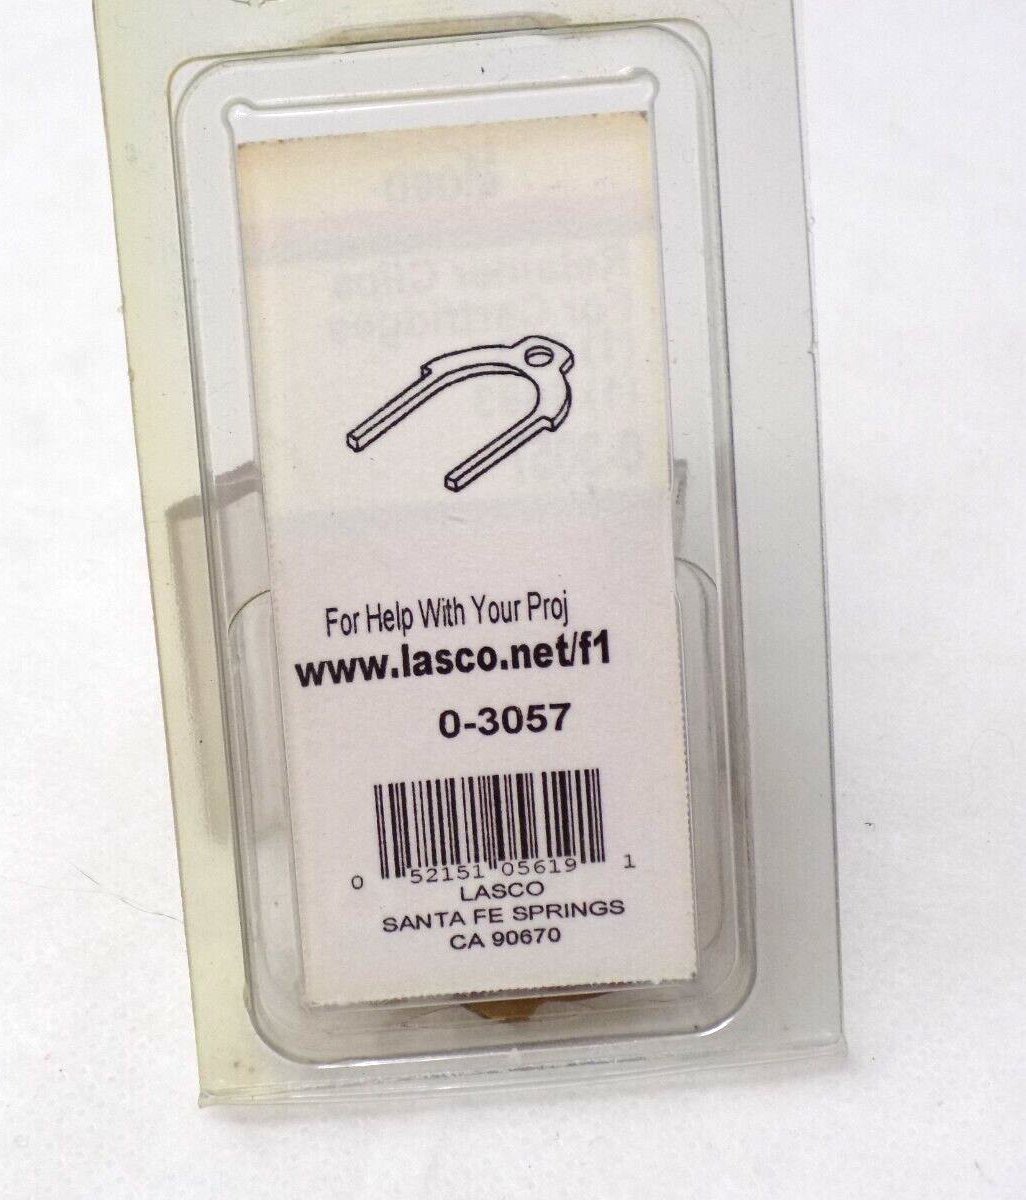 For Help With Your Proj
www.lasco.net/f1
0-3057
0 52151 05619 1
LASCO
SANTA FE SPRINGS
CA 90670